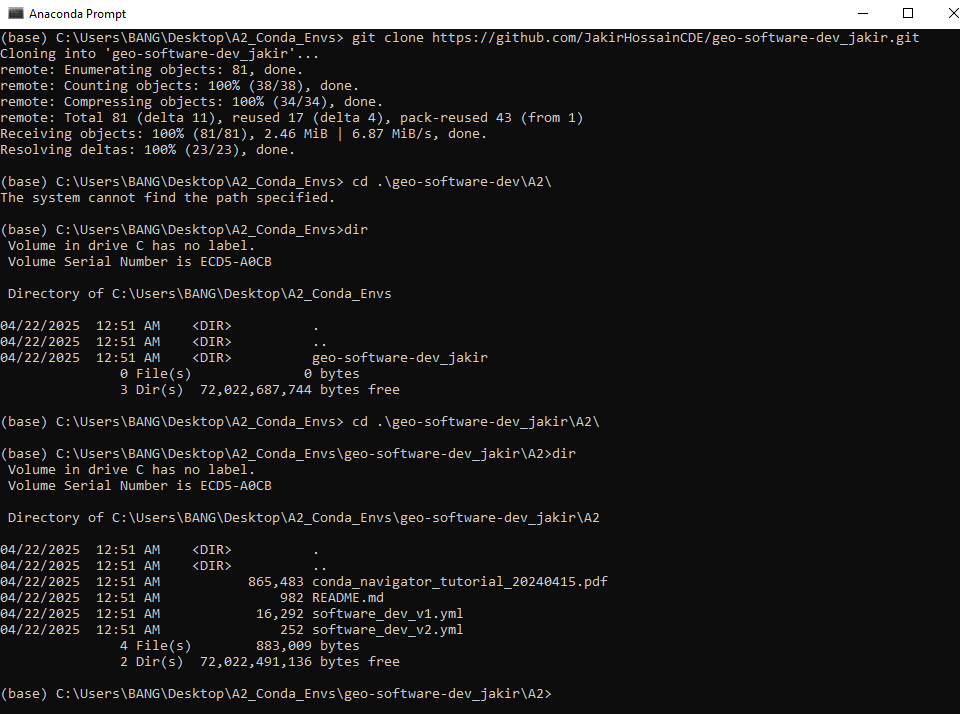 Anaconda Prompt
(base) C:\Users\BANG\Desktop\A2_Conda_Envs> git clone https://github.com/JakirHossainCDE/geo-software-dev_jakir.git
Cloning into 'geo-software-dev_jakir'...
remote: Enumerating objects: 81, done.
remote: Counting objects: 100% (38/38), done.
remote: Compressing objects: 100% (34/34), done.
remote: Total 81 (delta 11), reused 17 (delta 4), pack-reused 43 (from 1)
Receiving objects: 100% (81/81), 2.46 MiB | 6.87 MiB/s, done.
Resolving deltas: 100% (23/23), done.
(base) C:\Users\BANG\Desktop\A2_Conda_Envs> cd .\geo-software-dev\A2\
The system cannot find the path specified.
(base) C:\Users\BANG\Desktop\A2_Conda_Envs>dir
 Volume in drive C has no label.
 Volume Serial Number is ECD5-A0CB
 Directory of C:\Users\BANG\Desktop\A2_Conda_Envs
04/22/2025  12:51 AM    <DIR>          .
04/22/2025  12:51 AM    <DIR>          ..
04/22/2025  12:51 AM    <DIR>          geo-software-dev_jakir
               0 File(s)              0 bytes
               3 Dir(s)  72,022,687,744 bytes free
(base) C:\Users\BANG\Desktop\A2_Conda_Envs> cd .\geo-software-dev_jakir\A2\
(base) C:\Users\BANG\Desktop\A2_Conda_Envs\geo-software-dev_jakir\A2>dir
 Volume in drive C has no label.
 Volume Serial Number is ECD5-A0CB
 Directory of C:\Users\BANG\Desktop\A2_Conda_Envs\geo-software-dev_jakir\A2
04/22/2025  12:51 AM    <DIR>          .
04/22/2025  12:51 AM    <DIR>          ..
04/22/2025  12:51 AM           865,483 conda_navigator_tutorial_20240415.pdf
04/22/2025  12:51 AM               982 README.md
04/22/2025  12:51 AM            16,292 software_dev_v1.yml
04/22/2025  12:51 AM               252 software_dev_v2.yml
               4 File(s)        883,009 bytes
               2 Dir(s)  72,022,491,136 bytes free
(base) C:\Users\BANG\Desktop\A2_Conda_Envs\geo-software-dev_jakir\A2>